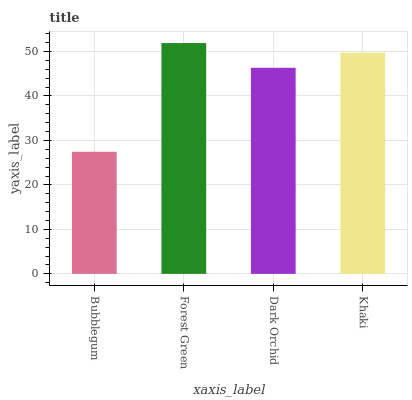 title
yaxis_label
50
40
30
20
10
0
Bubblegum
Forest Green
Dark Orchid
Khaki
xaxis_label